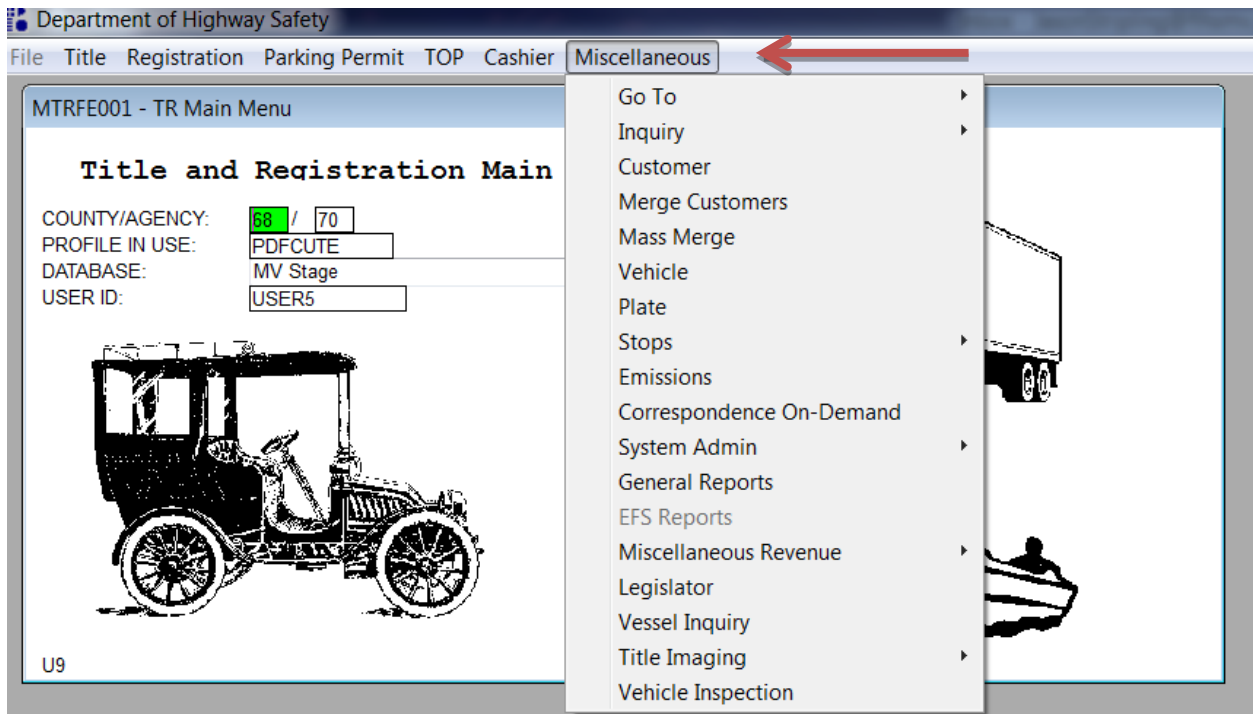 Department of Highway Safety
File Title Registration Parking Permit TOP Cashier Miscellaneous
MTRFE001 - TR Main Menu
Title and Registration Main
COUNTY/AGENCY: 68 / 70
PROFILE IN USE: PDFCUTE
DATABASE: MV Stage
USER ID: USER5
U9
Go To
Inquiry
Customer
Merge Customers
Mass Merge
Vehicle
Plate
Stops
Emissions
Correspondence On-Demand
System Admin
General Reports
EFS Reports
Miscellaneous Revenue
Legislator
Vessel Inquiry
Title Imaging
Vehicle Inspection